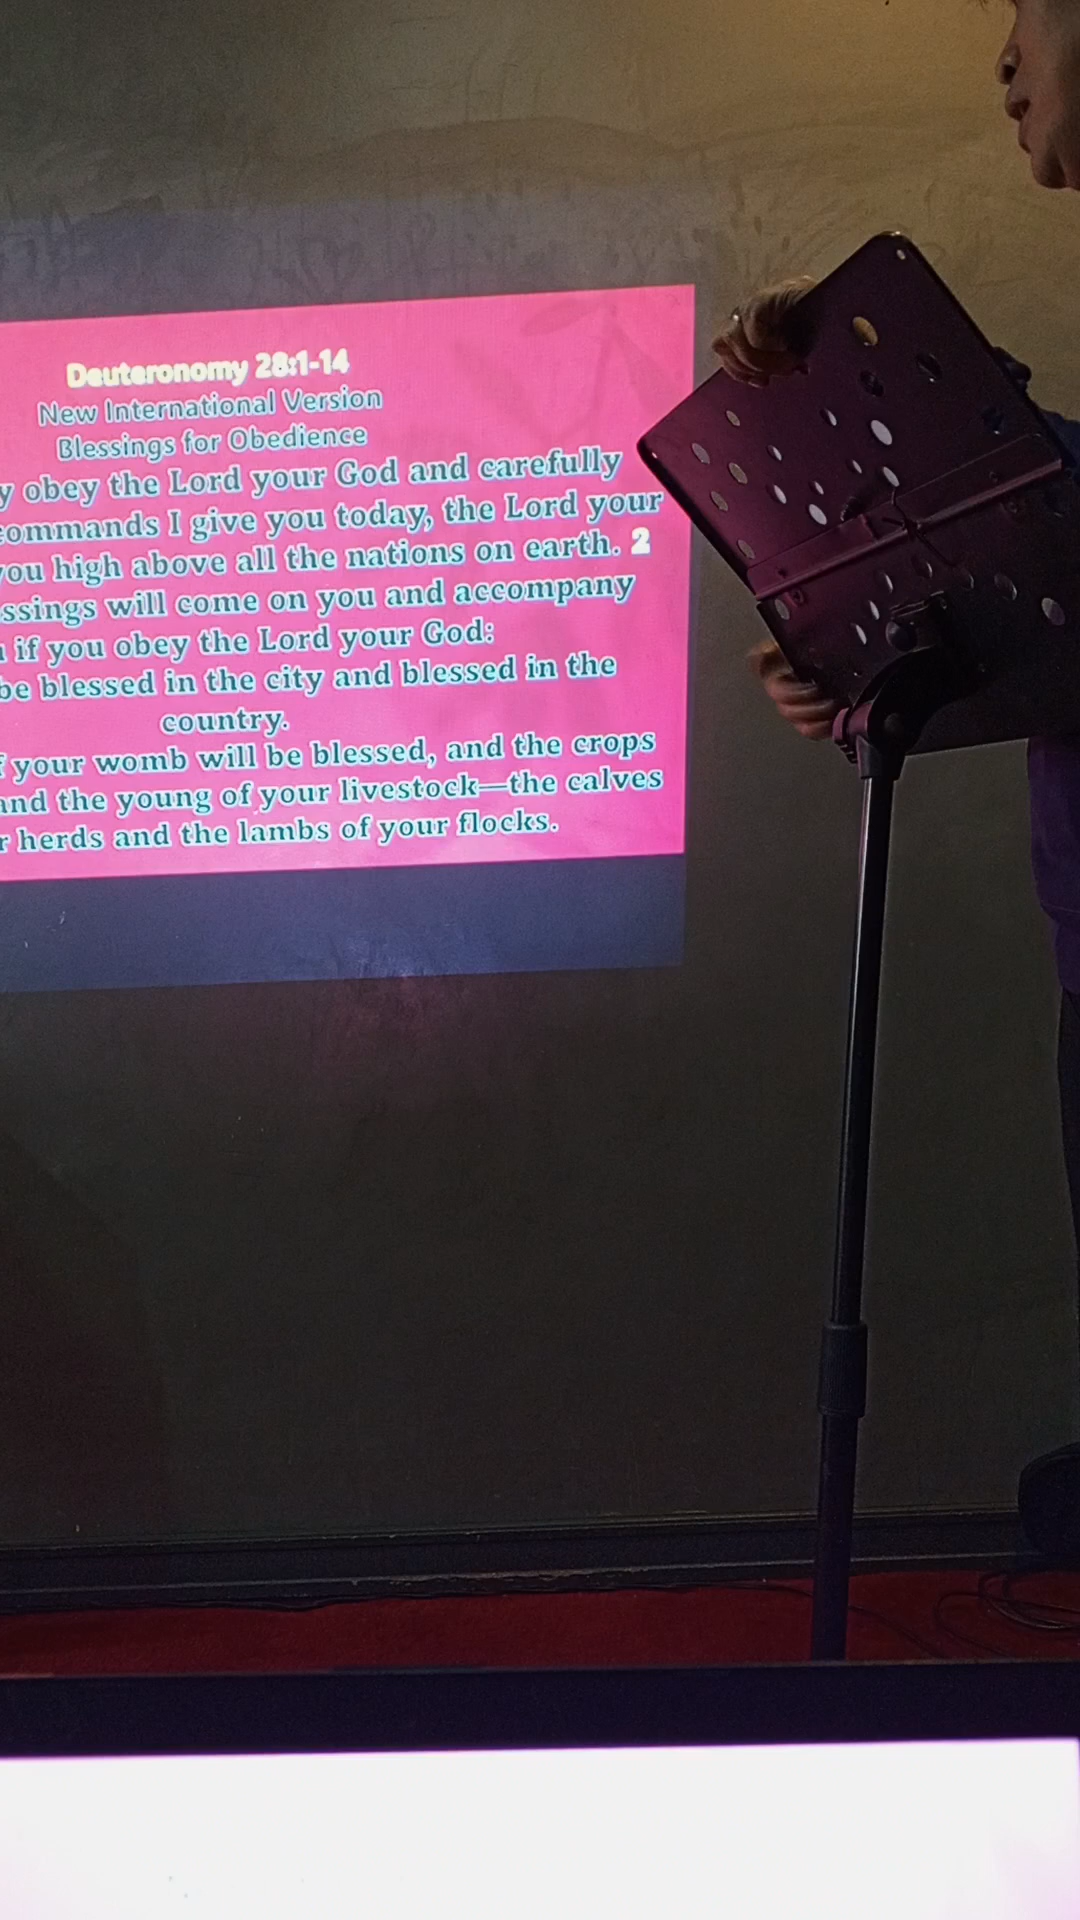 Deuteronomy 28:1-14
New International Version
Blessings for Obedience
y obey the Lord your God and carefully
commands I give you today, the Lord your
you high above all the nations on earth. 2
ssings will come on you and accompany
if you obey the Lord your God:
be blessed in the city and blessed in the
country.
f your womb will be blessed, and the crops
and the young of your livestock—the calves
r herds and the lambs of your flocks.